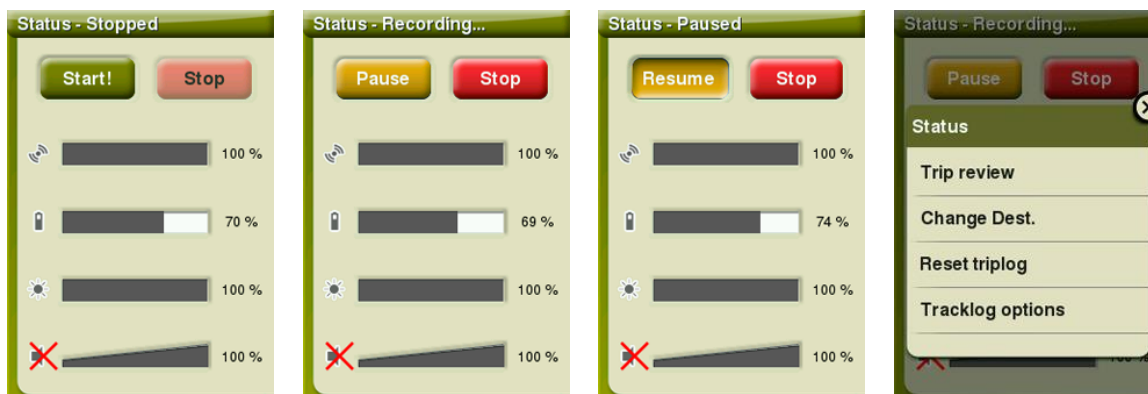 Status - Stopped
Start! Stop
100 %
70 %
100 %
100 %
Status - Recording...
Pause Stop
100 %
69 %
100 %
100 %
Status - Paused
Resume Stop
100 %
74 %
100 %
100 %
Status - Recording...
Pause Stop
Status
Trip review
Change Dest.
Reset triplog
Tracklog options